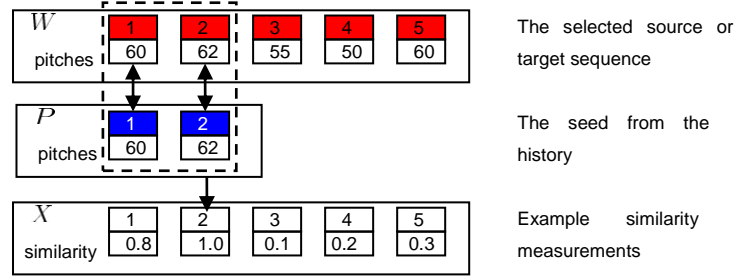 W 1 2 3 4 5
pitches 60 62 55 50 60
The selected source or
target sequence
P 1 2
pitches 60 62
The seed from the
history
X 1 2 3 4 5
similarity 0.8 1.0 0.1 0.2 0.3
Example similarity
measurements